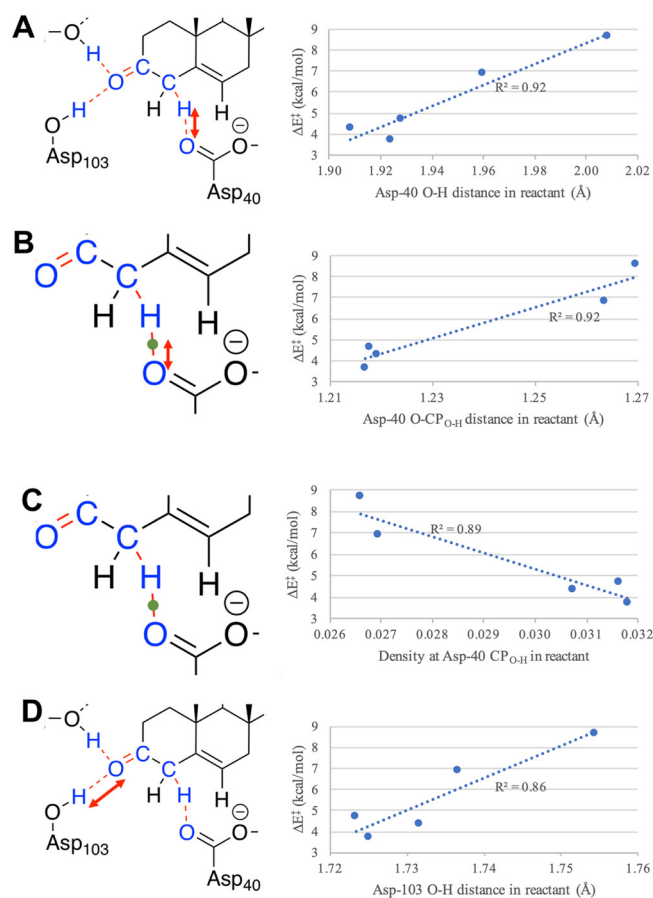 A
O
H
O
C
C
H
H
H
H
O
Asp103
O
O
Asp40
ΔE‡ (kcal/mol)
9
8
7
6
5
4
3
R² = 0.92
1.90 1.92 1.94 1.96 1.98 2.00 2.02
Asp-40 O-H distance in reactant (Å)
B
C
O
C
H
H
H
O
O
ΔE‡ (kcal/mol)
9
8
7
6
5
4
3
R² = 0.92
1.21 1.23 1.25 1.27
Asp-40 O-CPO-H distance in reactant (Å)
C
C
O
C
H
H
H
O
O
ΔE‡ (kcal/mol)
9
8
7
6
5
4
3
R² = 0.89
0.026 0.027 0.028 0.029 0.030 0.031 0.032
Density at Asp-40 CPO-H in reactant
D
O
H
O
C
C
H
H
H
H
O
Asp103
O
O
Asp40
ΔE‡ (kcal/mol)
9
8
7
6
5
4
3
R² = 0.86
1.72 1.73 1.74 1.75 1.76
Asp-103 O-H distance in reactant (Å)